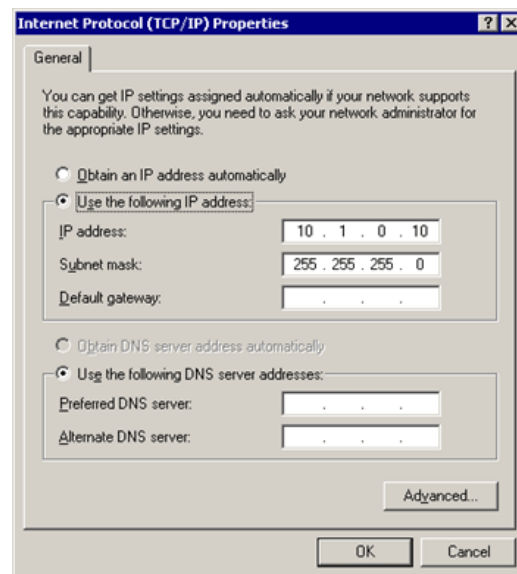 Internet Protocol (TCP/IP) Properties
General
You can get IP settings assigned automatically if your network supports
this capability. Otherwise, you need to ask your network administrator for
the appropriate IP settings.
Obtain an IP address automatically
Use the following IP address:
IP address: 10 . 1 . 0 . 10
Subnet mask: 255 . 255 . 255 . 0
Default gateway: . . .
Obtain DNS server address automatically
Use the following DNS server addresses:
Preferred DNS server: . . .
Alternate DNS server: . . .
Advanced...
OK Cancel